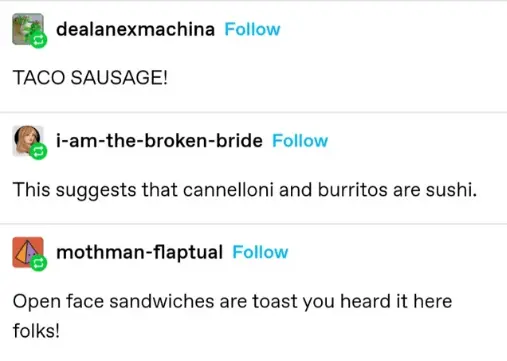 dealanexmachina Follow
TACO SAUSAGE!
i-am-the-broken-bride Follow
This suggests that cannelloni and burritos are sushi.
mothman-flaptual Follow
Open face sandwiches are toast you heard it here
folks!